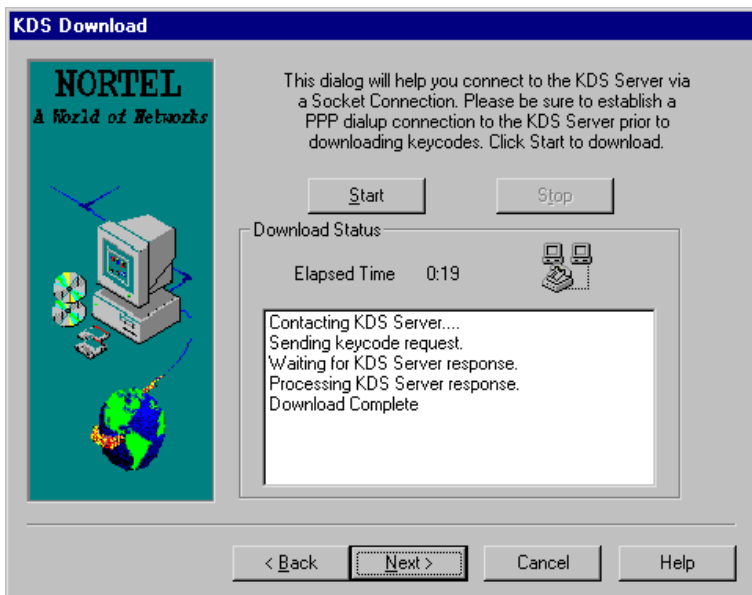 KDS Download
NORTEL
A World of Networks
This dialog will help you connect to the KDS Server via
a Socket Connection. Please be sure to establish a
PPP dialup connection to the KDS Server prior to
downloading keycodes. Click Start to download.
Start
Stop
Download Status
Elapsed Time 0:19
Contacting KDS Server....
Sending keycode request.
Waiting for KDS Server response.
Processing KDS Server response.
Download Complete
< Back
Next >
Cancel
Help